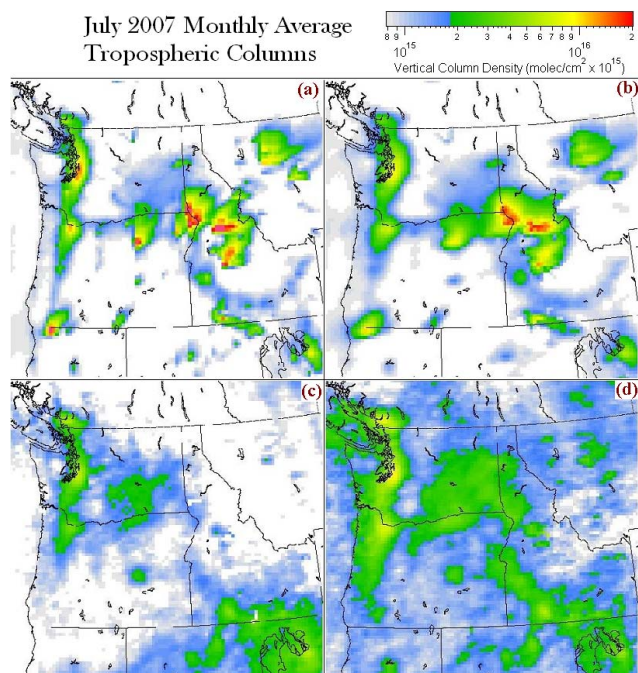 July 2007 Monthly Average
Tropospheric Columns
8 9 10^15 2 3 4 5 6 7 8 9 10^16 2
Vertical Column Density (molec/cm^2 x 10^15)
(a)
(b)
(c)
(d)